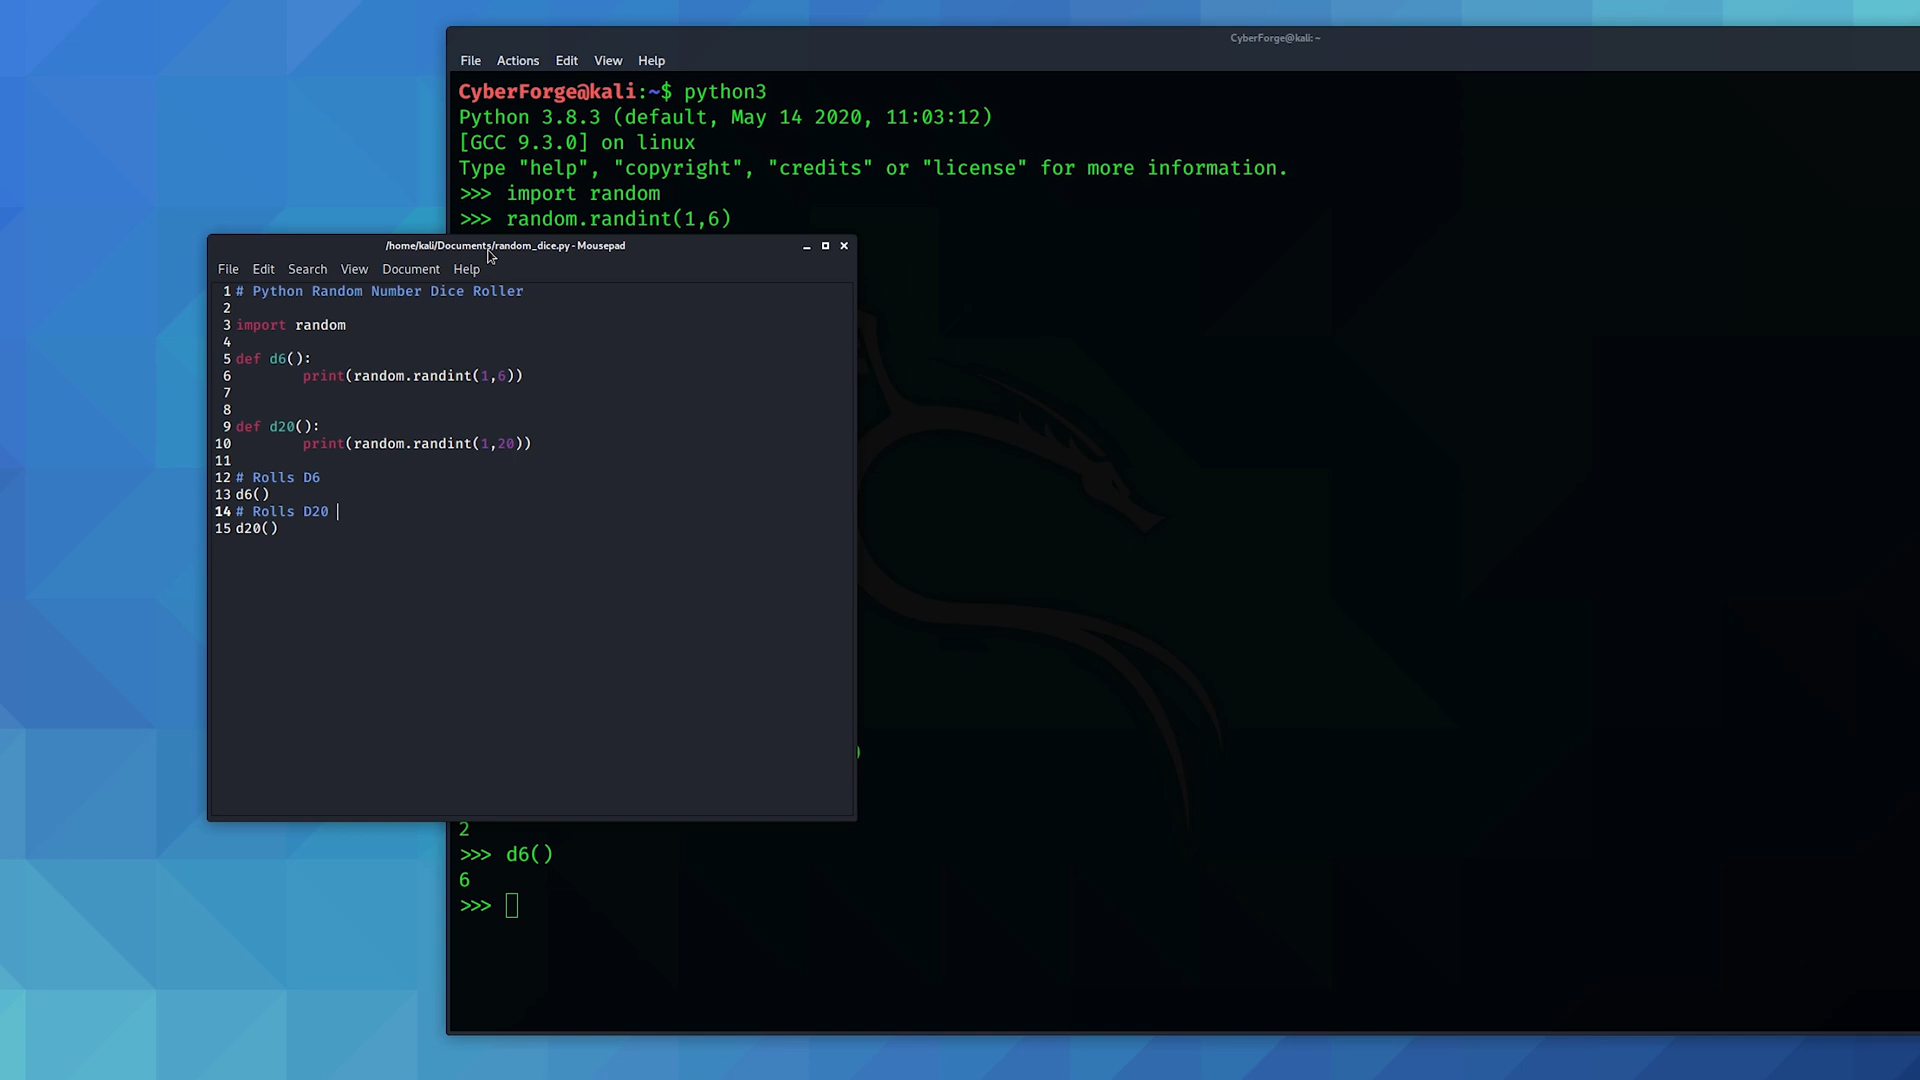 CyberForge@kali: ~
File Actions Edit View Help
CyberForge@kali:~$ python3
Python 3.8.3 (default, May 14 2020, 11:03:12)
[GCC 9.3.0] on linux
Type "help", "copyright", "credits" or "license" for more information.
>>> import random
>>> random.randint(1,6)
/home/kali/Documents/random_dice.py - Mousepad
File Edit Search View Document Help
1 # Python Random Number Dice Roller
2
3 import random
4
5 def d6():
6 print(random.randint(1,6))
7
8
9 def d20():
10 print(random.randint(1,20))
11
12 # Rolls D6
13 d6()
14 # Rolls D20
15 d20()
)
2
>>> d6()
6
>>>